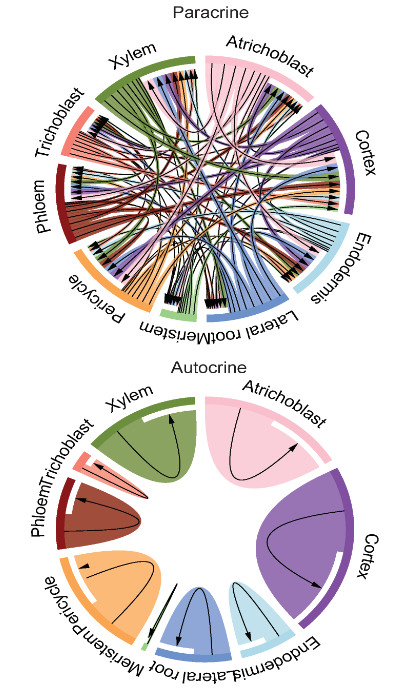 Paracrine
Xylem
Atrichoblast
Trichoblast
Cortex
Phloem
Endodermis
Pericycle
Meristem
Lateral root
Autocrine
Xylem
Atrichoblast
Trichoblast
Phloem
Cortex
Pericycle
Meristem
Lateral root
Endodermis